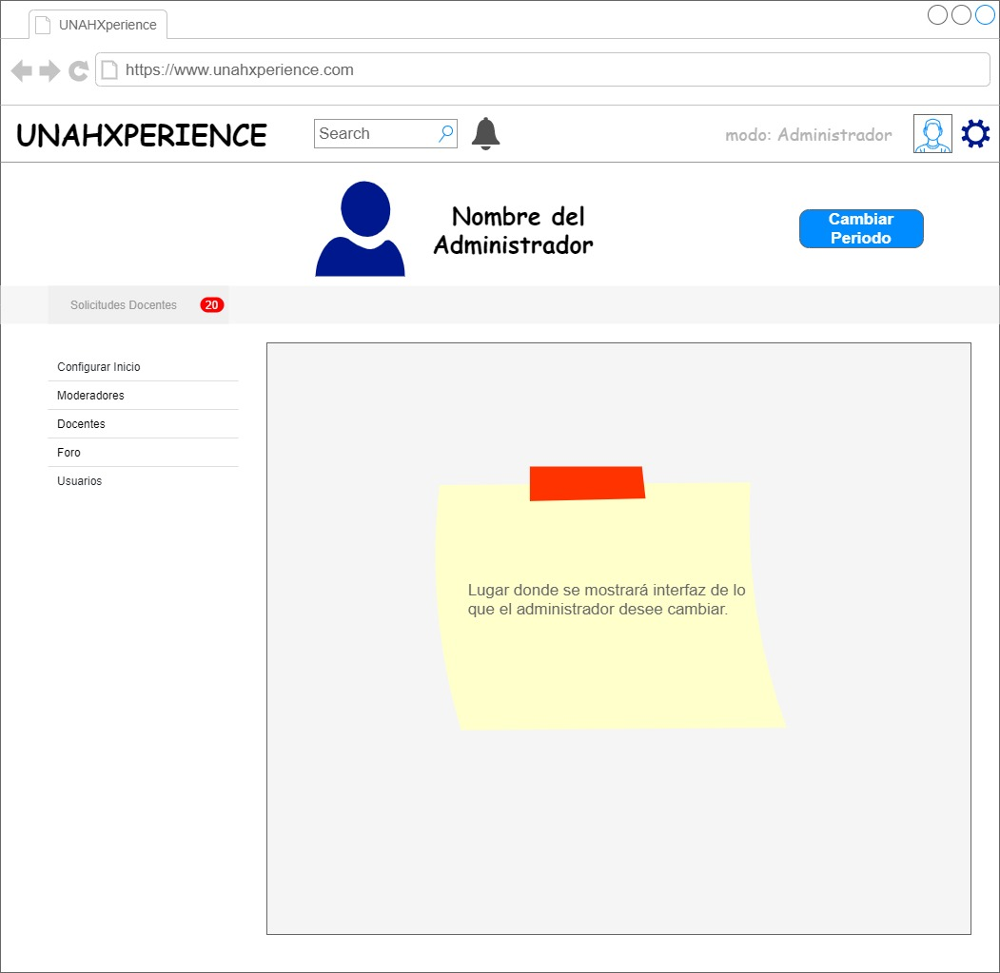 UNAHXperience
https://www.unahxperience.com
UNAHXPERIENCE
Search
modo: Administrador
Nombre del
Administrador
Cambiar
Periodo
Solicitudes Docentes 20
Configurar Inicio
Moderadores
Docentes
Foro
Usuarios
Lugar donde se mostrará interfaz de lo
que el administrador desee cambiar.